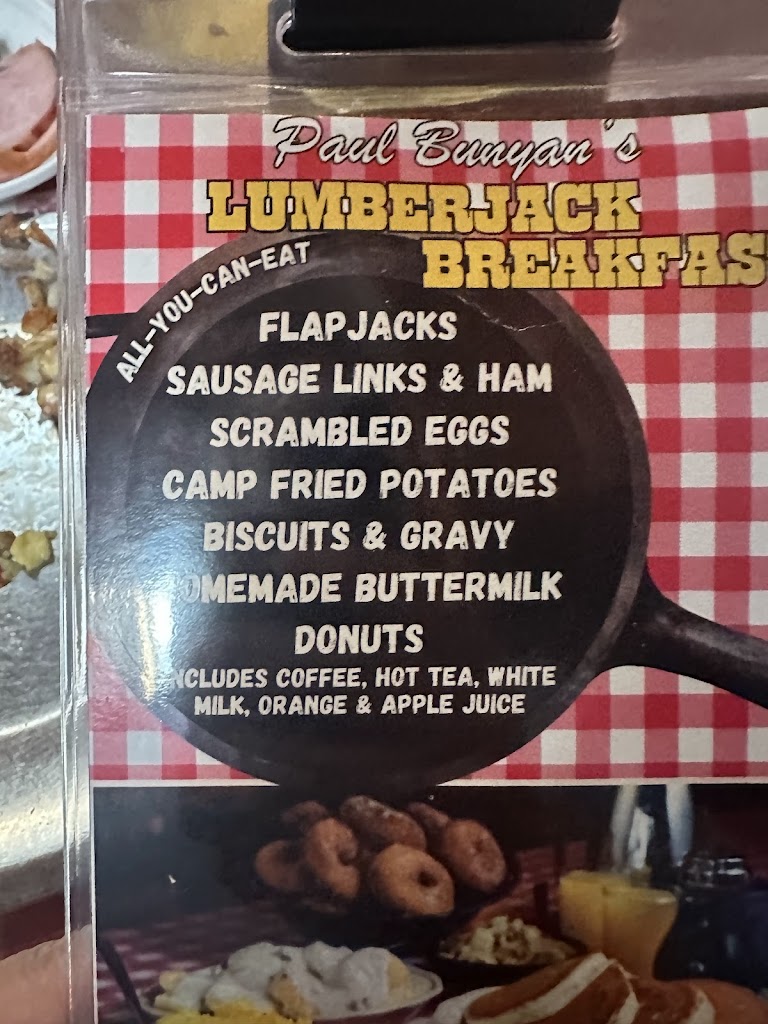 Paul Bunyan's
LUMBERJACK
BREAKFAS
ALL-YOU-CAN-EAT
FLAPJACKS
SAUSAGE LINKS & HAM
SCRAMBLED EGGS
CAMP FRIED POTATOES
BISCUITS & GRAVY
OMEMADE BUTTERMILK
DONUTS
NCLUDES COFFEE, HOT TEA, WHITE
MILK, ORANGE & APPLE JUICE